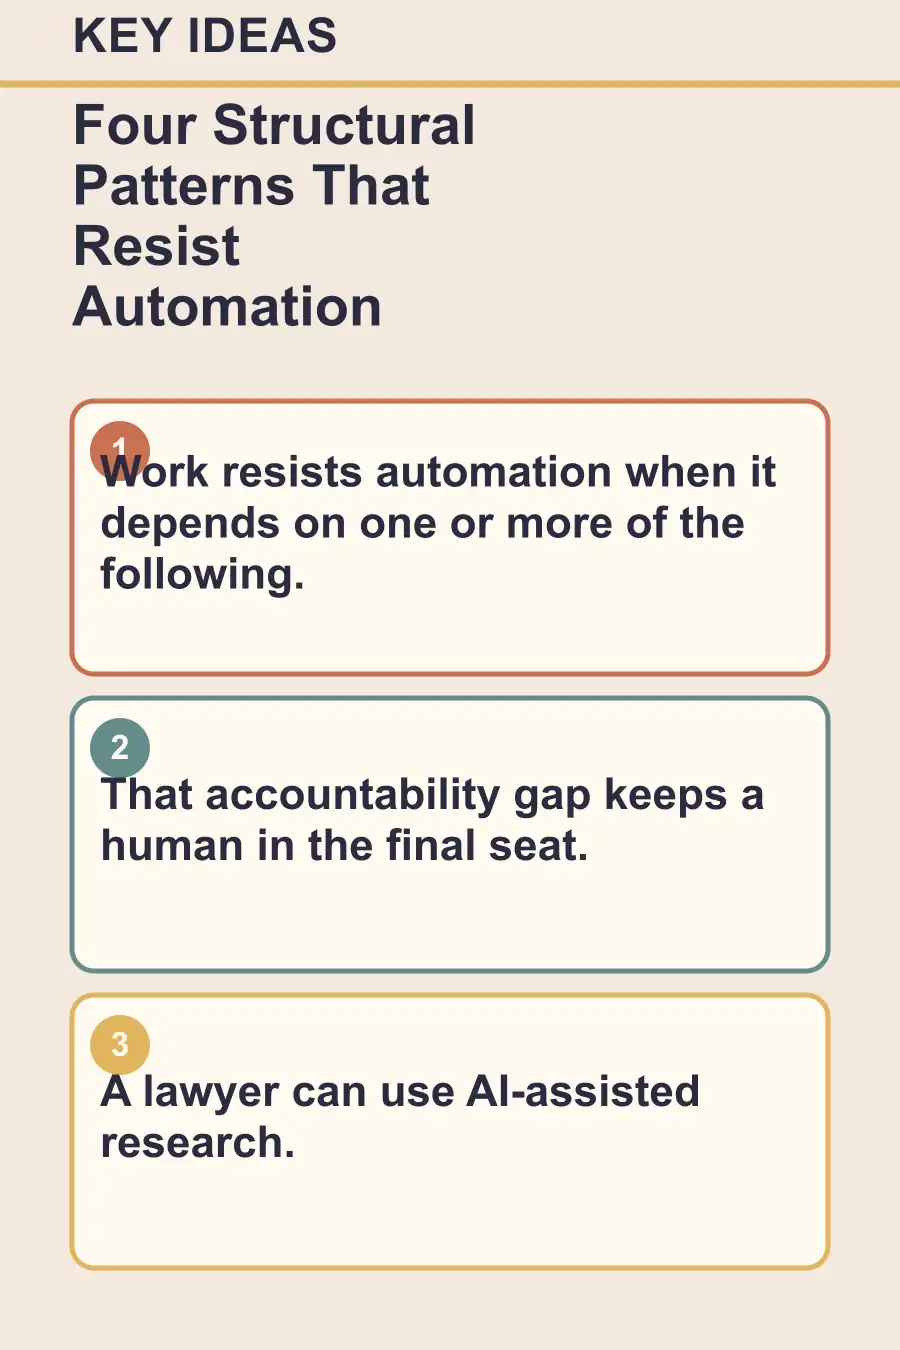 KEY IDEAS
Four Structural
Patterns That
Resist
Automation
1
Work resists automation when it
depends on one or more of the
following.
2
That accountability gap keeps a
human in the final seat.
3
A lawyer can use AI-assisted
research.